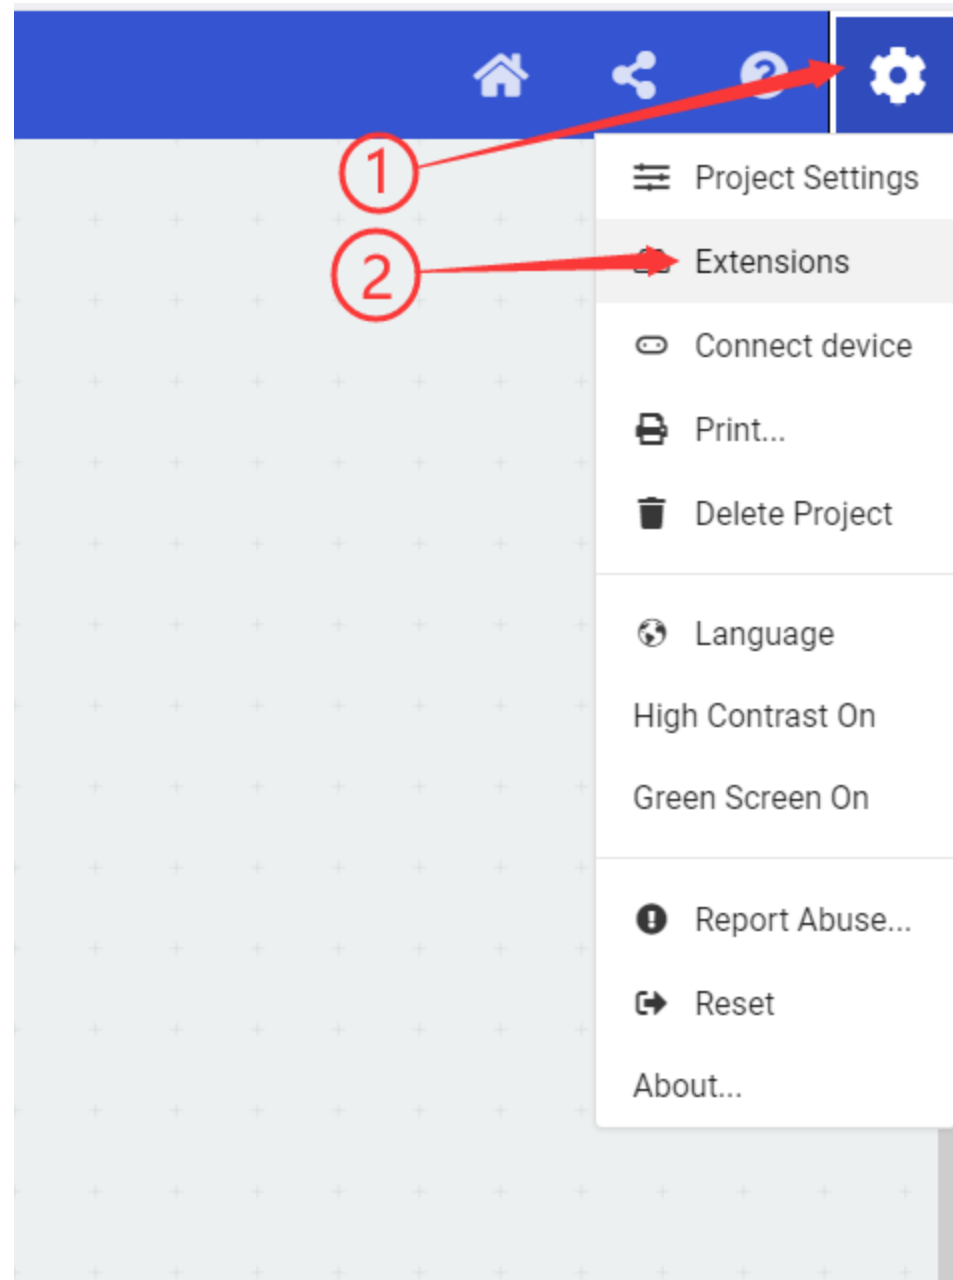 1
Project Settings
2
Extensions
Connect device
Print...
Delete Project
Language
High Contrast On
Green Screen On
Report Abuse...
Reset
About...